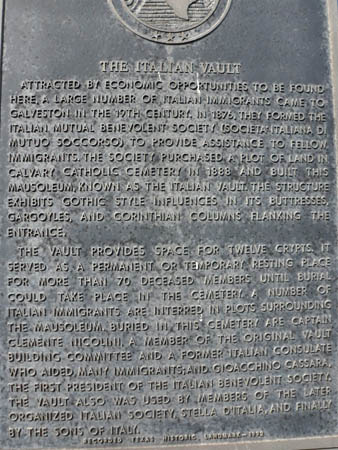 THE ITALIAN VAULT
ATTRACTED BY ECONOMIC OPPORTUNITIES TO BE FOUND
HERE, A LARGE NUMBER OF ITALIAN IMMIGRANTS CAME TO
GALVESTON IN THE 19TH CENTURY. IN 1876, THEY FORMED THE
ITALIAN MUTUAL BENEVOLENT SOCIETY (SOCIETA ITALIANA DI
MUTUO SOCCORSO) TO PROVIDE ASSISTANCE TO FELLOW
IMMIGRANTS. THE SOCIETY PURCHASED A PLOT OF LAND IN
CALVARY CATHOLIC CEMETERY IN 1888 AND BUILT THIS
MAUSOLEUM, KNOWN AS THE ITALIAN VAULT. THE STRUCTURE
EXHIBITS GOTHIC STYLE INFLUENCES IN ITS BUTTRESSES,
GARGOYLES, AND CORINTHIAN COLUMNS FLANKING THE
ENTRANCE.
THE VAULT PROVIDES SPACE FOR TWELVE CRYPTS. IT
SERVED AS A PERMANENT OR TEMPORARY RESTING PLACE
FOR MORE THAN 70 DECEASED MEMBERS UNTIL BURIAL
COULD TAKE PLACE IN THE CEMETERY. A NUMBER OF
ITALIAN IMMIGRANTS ARE INTERRED IN PLOTS SURROUNDING
THE MAUSOLEUM. BURIED IN THIS CEMETERY ARE CAPTAIN
CLEMENTE NICOLINI, A MEMBER OF THE ORIGINAL VAULT
BUILDING COMMITTEE AND A FORMER ITALIAN CONSULATE
WHO AIDED MANY IMMIGRANTS; AND GIOACCHINO CASSARA,
THE FIRST PRESIDENT OF THE ITALIAN BENEVOLENT SOCIETY.
THE VAULT ALSO WAS USED BY MEMBERS OF THE LATER
ORGANIZED ITALIAN SOCIETY, STELLA D'ITALIA, AND FINALLY
BY THE SONS OF ITALY.
RECORDED TEXAS HISTORIC LANDMARK - 1992